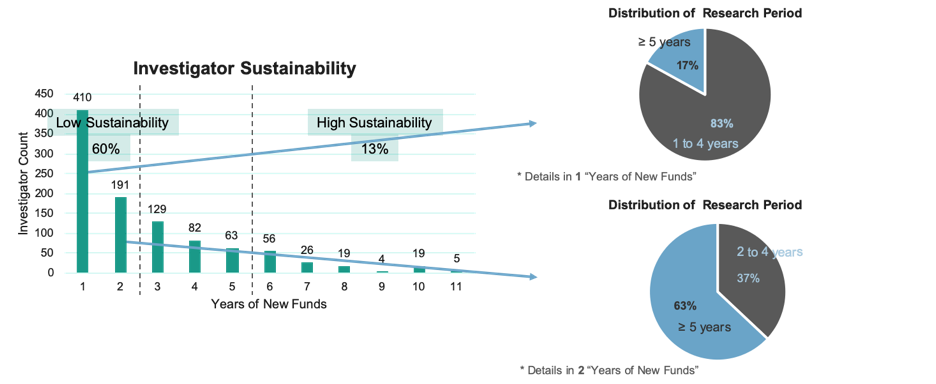 Investigator Sustainability
Investigator Count
450
400
350
300
250
200
150
100
50
0
Low Sustainability
60%
High Sustainability
13%
410
191
129
82
63
56
26
19
4
19
5
1 2 3 4 5 6 7 8 9 10 11
Years of New Funds
Distribution of Research Period
≥ 5 years
17%
83%
1 to 4 years
* Details in 1 “Years of New Funds”
Distribution of Research Period
2 to 4 years
37%
63%
≥ 5 years
* Details in 2 “Years of New Funds”